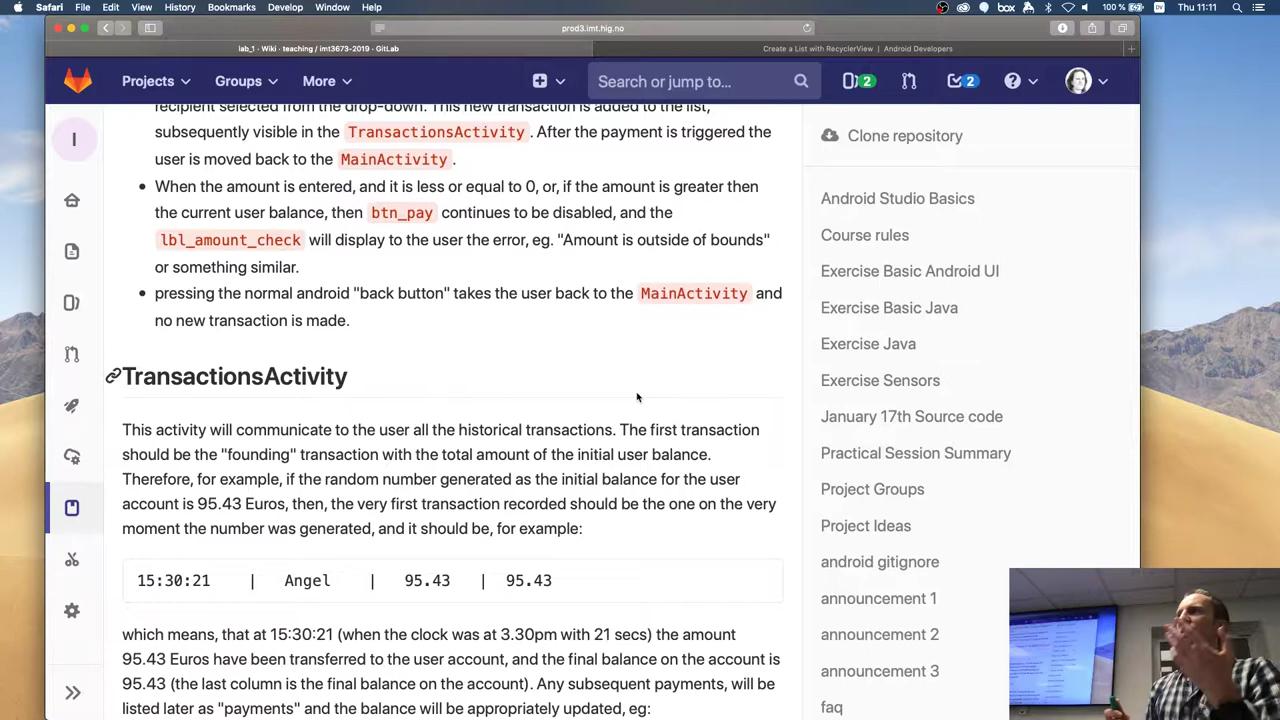 Safari File Edit View History Bookmarks Develop Window Help
box 100 % Thu 11:11
prod3.imt.hig.no
lab_1 · Wiki · teaching / imt3673-2019 · GitLab
Create a List with RecyclerView | Android Developers
Projects Groups More Search or jump to... 2 2
recipient selected from the drop-down. This new transaction is added to the list,
subsequently visible in the TransactionsActivity. After the payment is triggered the
user is moved back to the MainActivity.
When the amount is entered, and it is less or equal to 0, or, if the amount is greater then
the current user balance, then btn_pay continues to be disabled, and the
lbl_amount_check will display to the user the error, eg. "Amount is outside of bounds"
or something similar.
pressing the normal android "back button" takes the user back to the MainActivity and
no new transaction is made.
TransactionsActivity
This activity will communicate to the user all the historical transactions. The first transaction
should be the "founding" transaction with the total amount of the initial user balance.
Therefore, for example, if the random number generated as the initial balance for the user
account is 95.43 Euros, then, the very first transaction recorded should be the one on the very
moment the number was generated, and it should be, for example:
15:30:21 | Angel | 95.43 | 95.43
which means, that at 15:30:21 (when the clock was at 3.30pm with 21 secs) the amount
95.43 Euros have been transferred to the user account, and the final balance on the account is
95.43 (the last column is the balance on the account). Any subsequent payments, will be
listed later as "payments" and the balance will be appropriately updated, eg:
I
Clone repository
Android Studio Basics
Course rules
Exercise Basic Android UI
Exercise Basic Java
Exercise Java
Exercise Sensors
January 17th Source code
Practical Session Summary
Project Groups
Project Ideas
android gitignore
announcement 1
announcement 2
announcement 3
faq